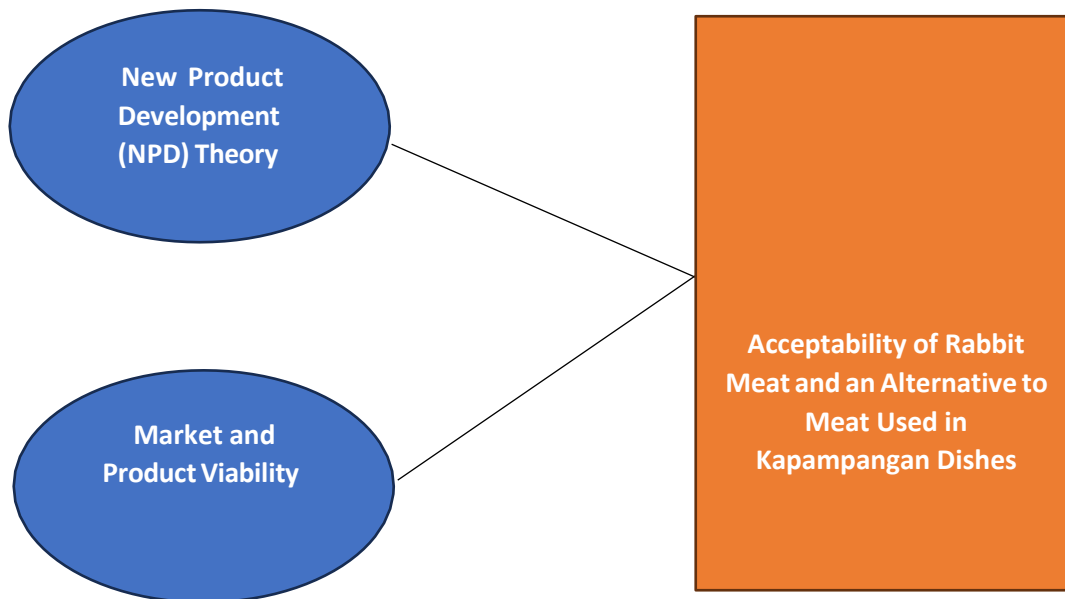 New Product
Development
(NPD) Theory
Market and
Product Viability
Acceptability of Rabbit
Meat and an Alternative to
Meat Used in
Kapampangan Dishes